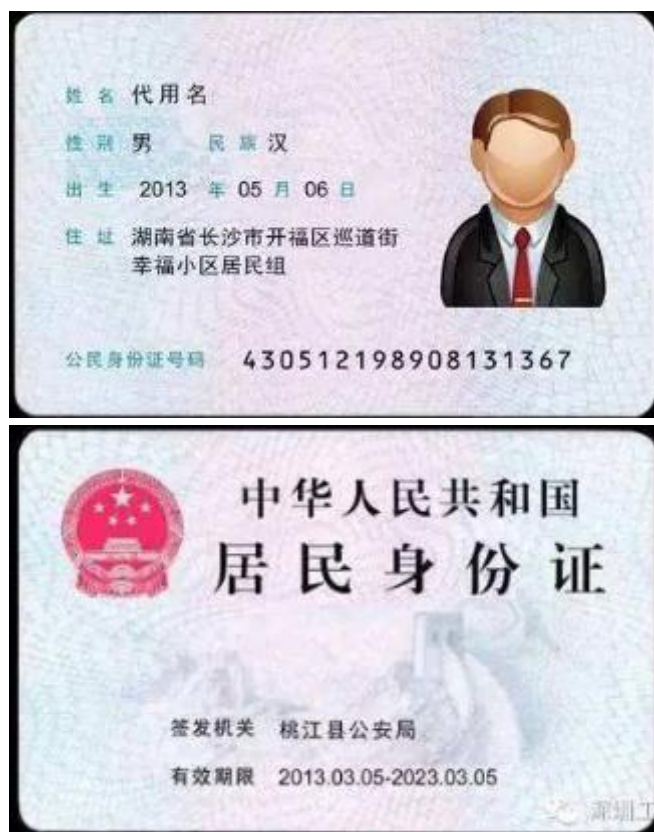 姓名 代用名
性别 男 民族 汉
出生 2013 年 05 月 06 日
住址 湖南省长沙市开福区巡道街
幸福小区居民组
公民身份证号码 430512198908131367
中华人民共和国
居民身份证
签发机关 桃江县公安局
有效期限 2013.03.05-2023.03.05
深圳工